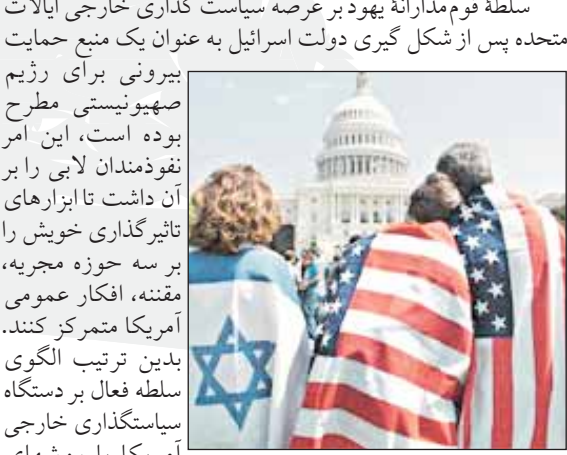 سلطهٔ قوم‌مدارانهٔ یهود بر عرصه سیاست گذاری خارجی ایالات
متحده پس از شکل گیری دولت اسرائیل به عنوان یک منبع حمایت
بیرونی برای رژیم
صهیونیستی مطرح
بوده است، این امر
نفوذمندان لابی را بر
آن داشت تا ابزارهای
تاثیرگذاری خویش را
بر سه حوزه مجریه،
مقننه، افکار عمومی
آمریکا متمرکز کنند.
بدین ترتیب الگوی
سلطه فعال بر دستگاه
سیاستگذاری خارجی